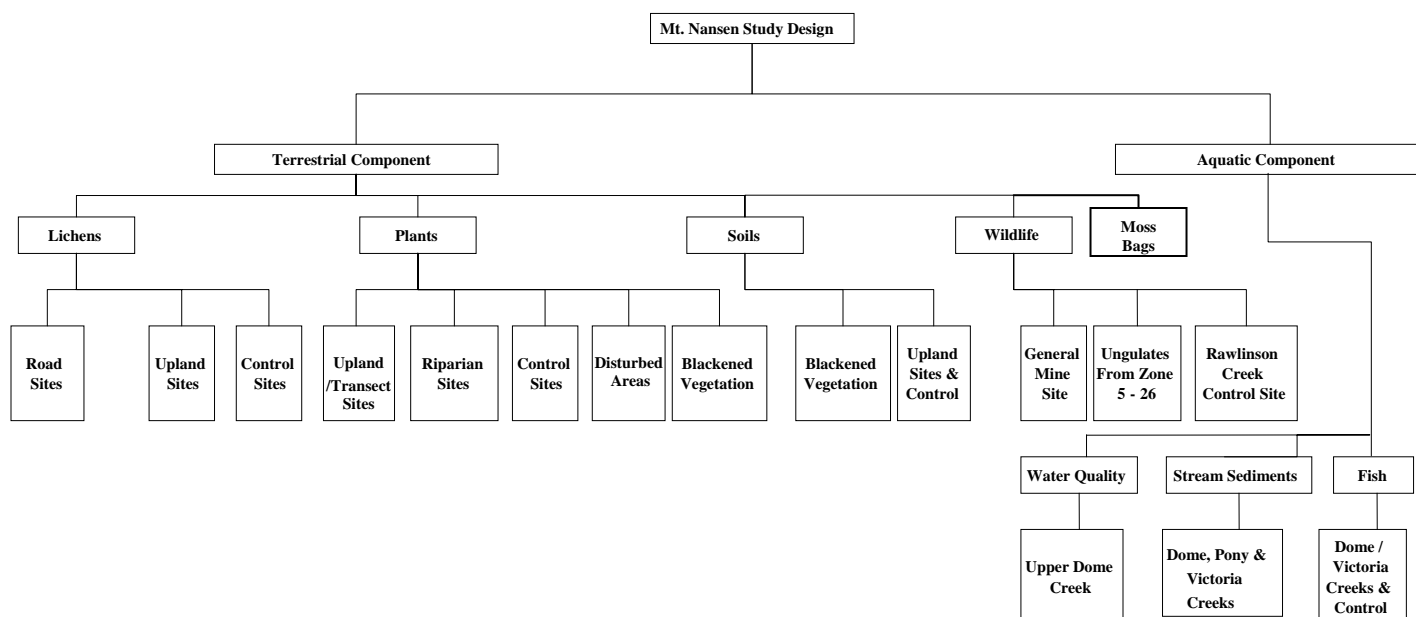 Mt. Nansen Study Design
Terrestrial Component
Aquatic Component
Lichens
Plants
Soils
Wildlife
Moss
Bags
Road
Sites
Upland
Sites
Control
Sites
Upland
/Transect
Sites
Riparian
Sites
Control
Sites
Disturbed
Areas
Blackened
Vegetation
Blackened
Vegetation
Upland
Sites &
Control
General
Mine
Site
Ungulates
From Zone
5 - 26
Rawlinson
Creek
Control Site
Water Quality
Stream Sediments
Fish
Upper Dome
Creek
Dome, Pony &
Victoria
Creeks
Dome /
Victoria
Creeks &
Control